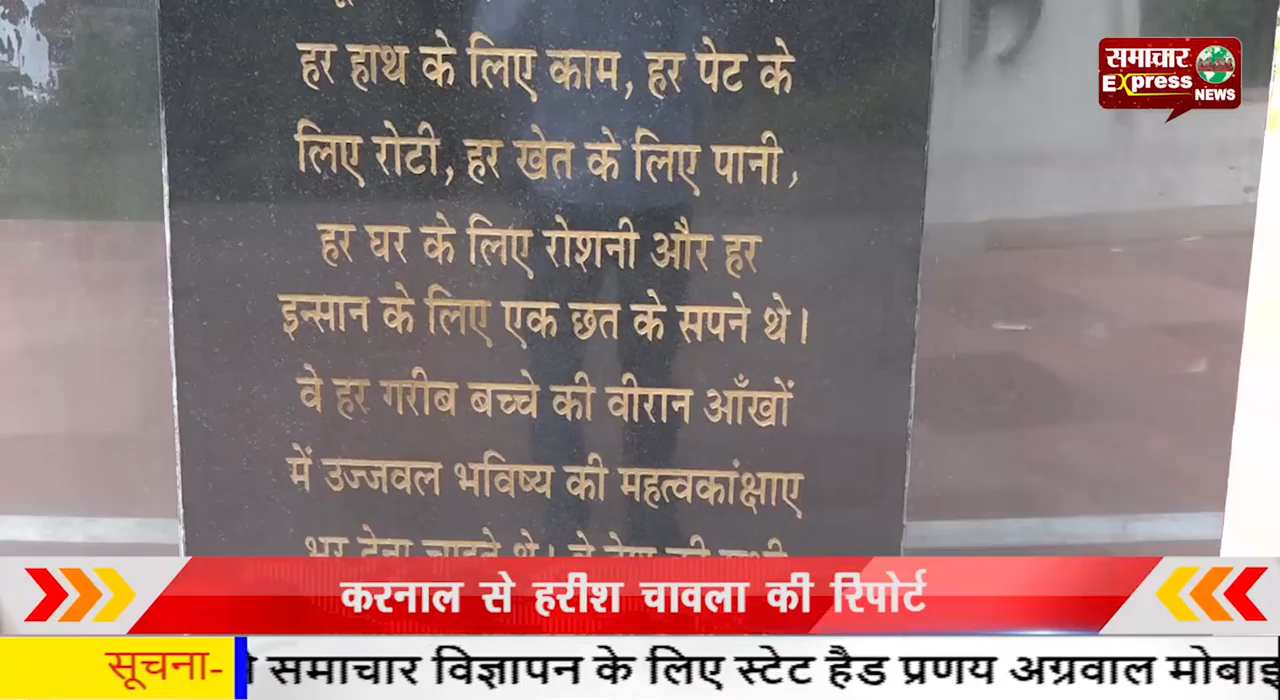 समाचार
Express
NEWS
हर हाथ के लिए काम, हर पेट के
लिए रोटी, हर खेत के लिए पानी,
हर घर के लिए रोशनी और हर
इन्सान के लिए एक छत के सपने थे।
वे हर गरीब बच्चे की वीरान आँखों
में उज्जवल भविष्य की महत्वकांक्षाए
करनाल से हरीश चावला की रिपोर्ट
सूचना- समाचार विज्ञापन के लिए स्टेट हैड प्रणय अग्रवाल मोबाइ